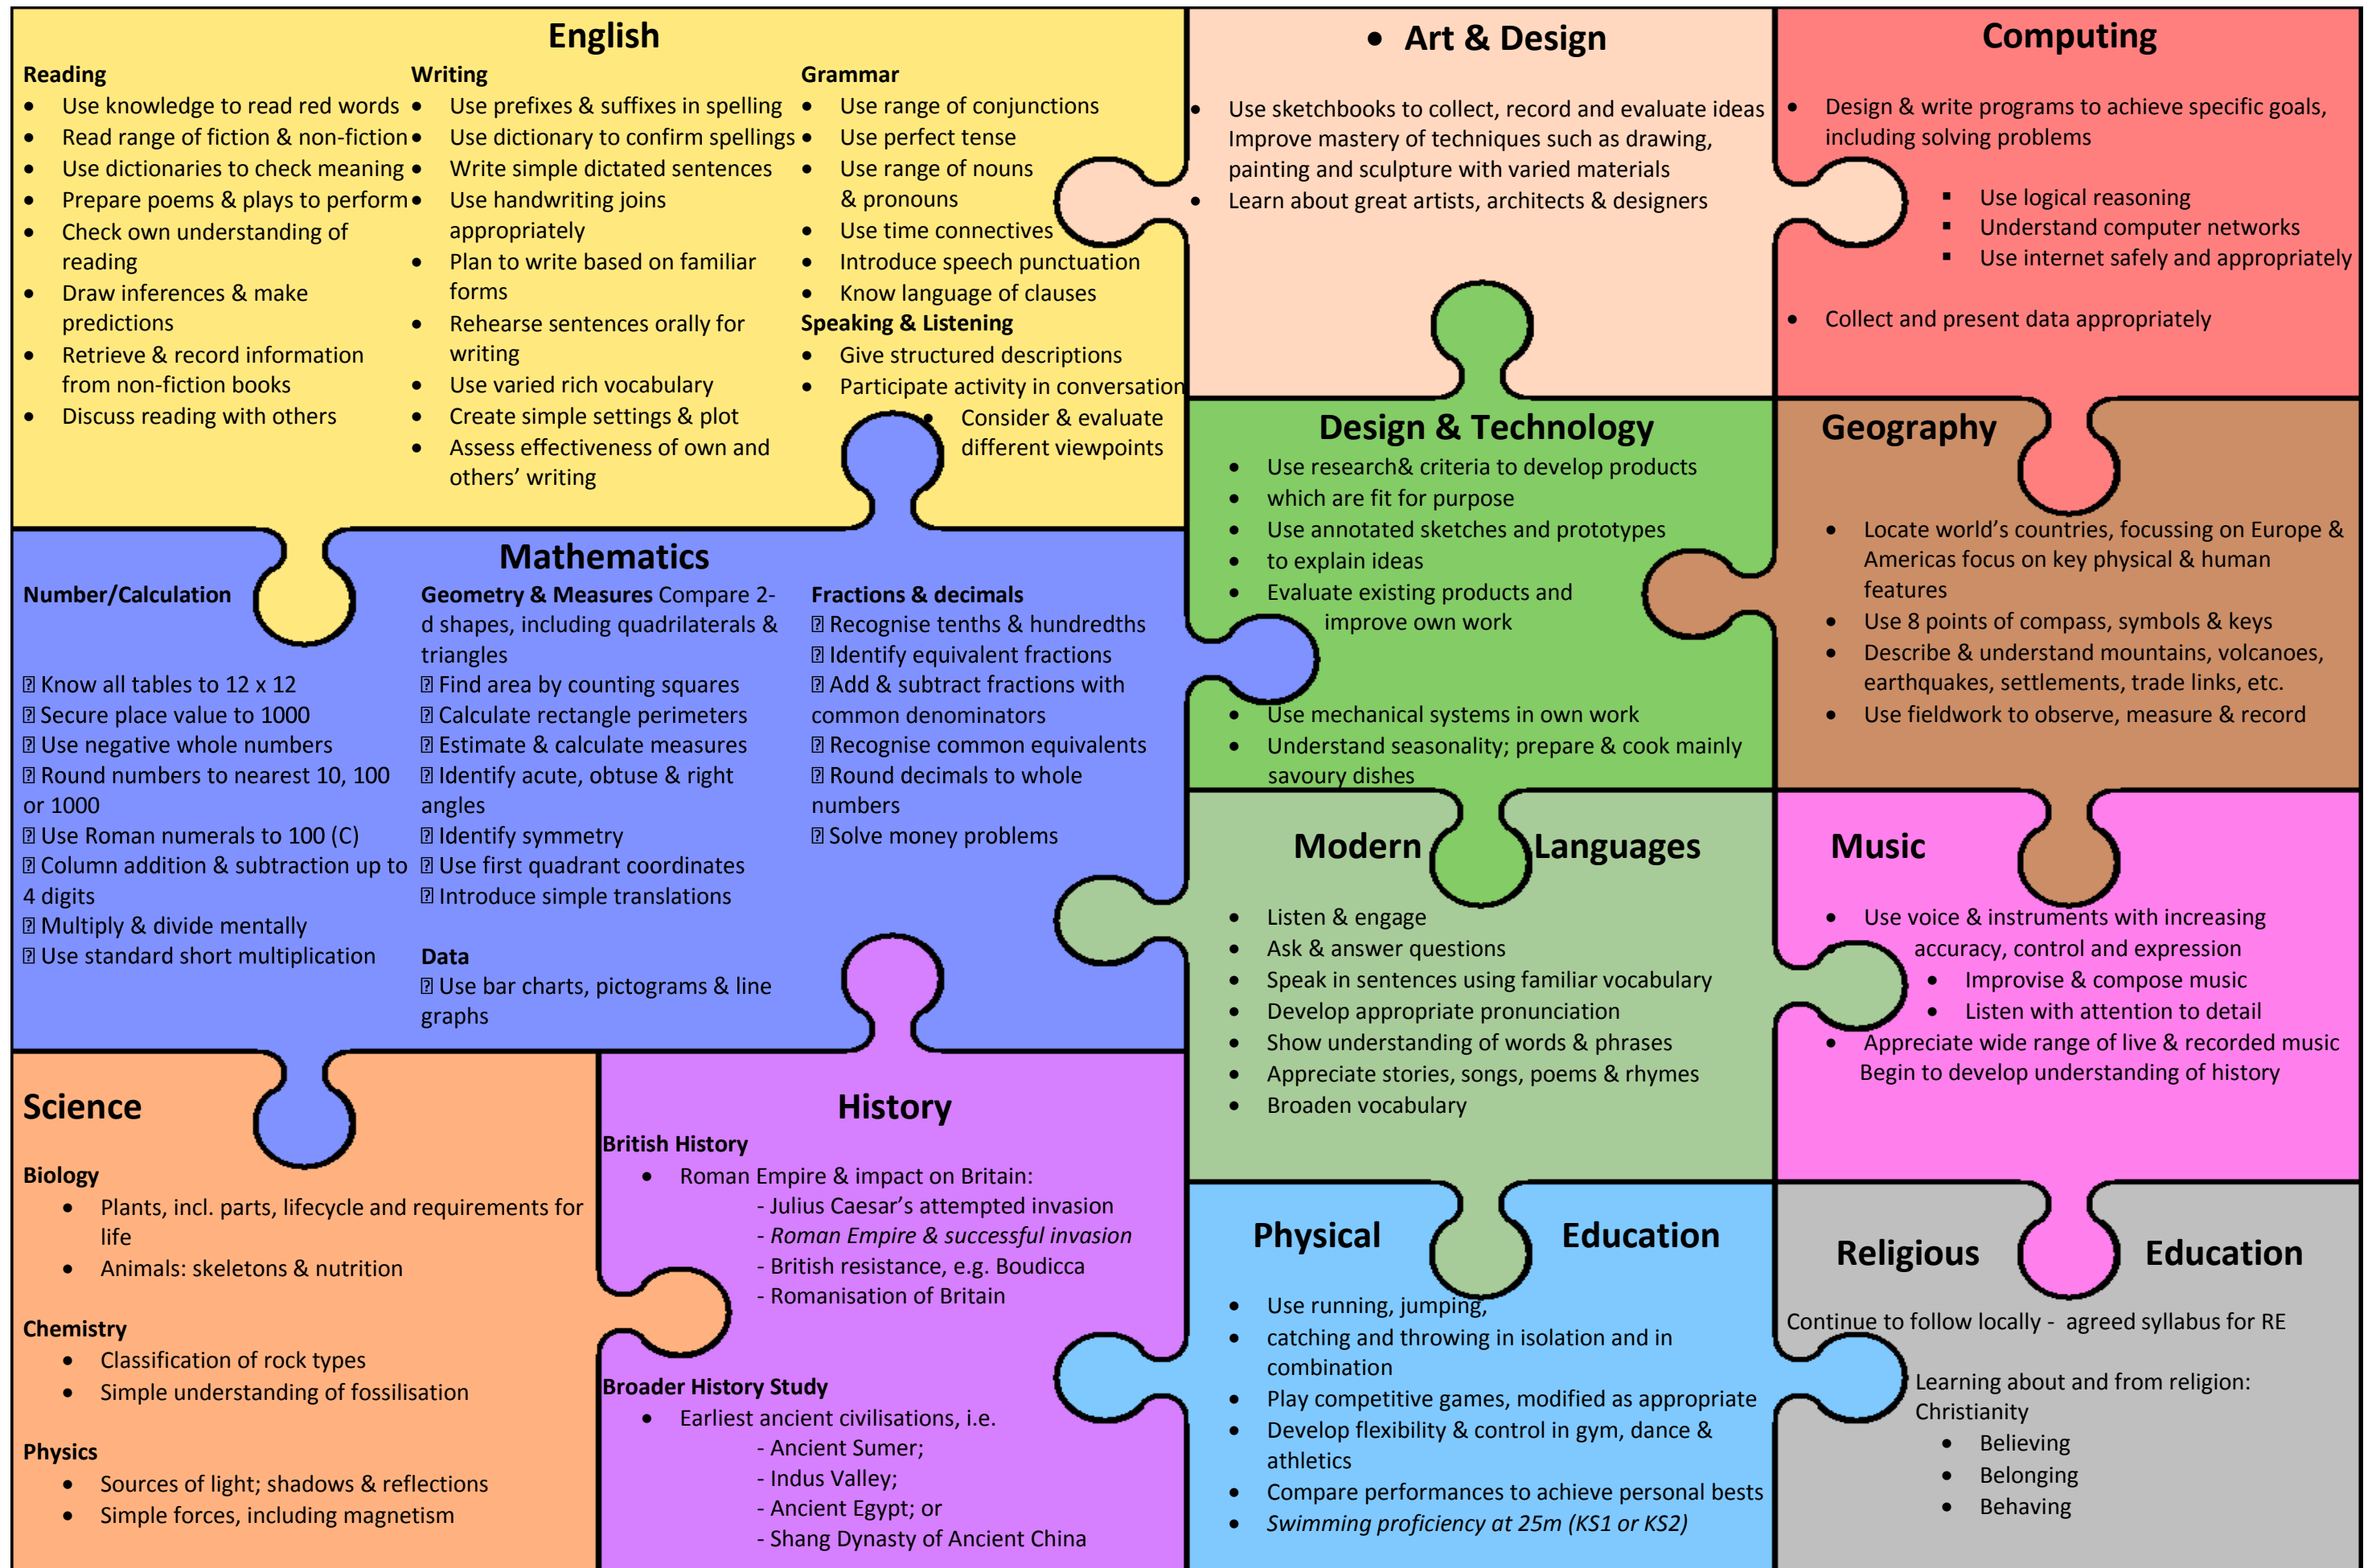 English
Reading
• Use knowledge to read red words
• Read range of fiction & non-fiction
• Use dictionaries to check meaning
• Prepare poems & plays to perform
• Check own understanding of
reading
• Draw inferences & make
predictions
• Retrieve & record information
from non-fiction books
• Discuss reading with others
Writing
• Use prefixes & suffixes in spelling
• Use dictionary to confirm spellings
• Write simple dictated sentences
• Use handwriting joins
appropriately
• Plan to write based on familiar
forms
• Rehearse sentences orally for
writing
• Use varied rich vocabulary
• Create simple settings & plot
• Assess effectiveness of own and
others’ writing
Grammar
• Use range of conjunctions
• Use perfect tense
• Use range of nouns
& pronouns
• Use time connectives
• Introduce speech punctuation
• Know language of clauses
Speaking & Listening
• Give structured descriptions
• Participate activity in conversation
• Consider & evaluate
different viewpoints
• Art & Design
• Use sketchbooks to collect, record and evaluate ideas
Improve mastery of techniques such as drawing,
painting and sculpture with varied materials
• Learn about great artists, architects & designers
Computing
• Design & write programs to achieve specific goals,
including solving problems
▪ Use logical reasoning
▪ Understand computer networks
▪ Use internet safely and appropriately
• Collect and present data appropriately
Design & Technology
• Use research& criteria to develop products
• which are fit for purpose
• Use annotated sketches and prototypes
• to explain ideas
• Evaluate existing products and
improve own work
• Use mechanical systems in own work
• Understand seasonality; prepare & cook mainly
savoury dishes
Geography
• Locate world’s countries, focussing on Europe &
Americas focus on key physical & human
features
• Use 8 points of compass, symbols & keys
• Describe & understand mountains, volcanoes,
earthquakes, settlements, trade links, etc.
• Use fieldwork to observe, measure & record
Mathematics
Number/Calculation
⍰ Know all tables to 12 x 12
⍰ Secure place value to 1000
⍰ Use negative whole numbers
⍰ Round numbers to nearest 10, 100
or 1000
⍰ Use Roman numerals to 100 (C)
⍰ Column addition & subtraction up to
4 digits
⍰ Multiply & divide mentally
⍰ Use standard short multiplication
Geometry & Measures Compare 2-
d shapes, including quadrilaterals &
triangles
⍰ Find area by counting squares
⍰ Calculate rectangle perimeters
⍰ Estimate & calculate measures
⍰ Identify acute, obtuse & right
angles
⍰ Identify symmetry
⍰ Use first quadrant coordinates
⍰ Introduce simple translations
Data
⍰ Use bar charts, pictograms & line
graphs
Fractions & decimals
⍰ Recognise tenths & hundredths
⍰ Identify equivalent fractions
⍰ Add & subtract fractions with
common denominators
⍰ Recognise common equivalents
⍰ Round decimals to whole
numbers
⍰ Solve money problems
Modern Languages
• Listen & engage
• Ask & answer questions
• Speak in sentences using familiar vocabulary
• Develop appropriate pronunciation
• Show understanding of words & phrases
• Appreciate stories, songs, poems & rhymes
• Broaden vocabulary
Music
• Use voice & instruments with increasing
accuracy, control and expression
• Improvise & compose music
• Listen with attention to detail
• Appreciate wide range of live & recorded music
Begin to develop understanding of history
Science
Biology
• Plants, incl. parts, lifecycle and requirements for
life
• Animals: skeletons & nutrition
Chemistry
• Classification of rock types
• Simple understanding of fossilisation
Physics
• Sources of light; shadows & reflections
• Simple forces, including magnetism
History
British History
• Roman Empire & impact on Britain:
- Julius Caesar’s attempted invasion
- Roman Empire & successful invasion
- British resistance, e.g. Boudicca
- Romanisation of Britain
Broader History Study
• Earliest ancient civilisations, i.e.
- Ancient Sumer;
- Indus Valley;
- Ancient Egypt; or
- Shang Dynasty of Ancient China
Physical Education
• Use running, jumping,
• catching and throwing in isolation and in
combination
• Play competitive games, modified as appropriate
• Develop flexibility & control in gym, dance &
athletics
• Compare performances to achieve personal bests
• Swimming proficiency at 25m (KS1 or KS2)
Religious Education
Continue to follow locally - agreed syllabus for RE
Learning about and from religion:
Christianity
• Believing
• Belonging
• Behaving